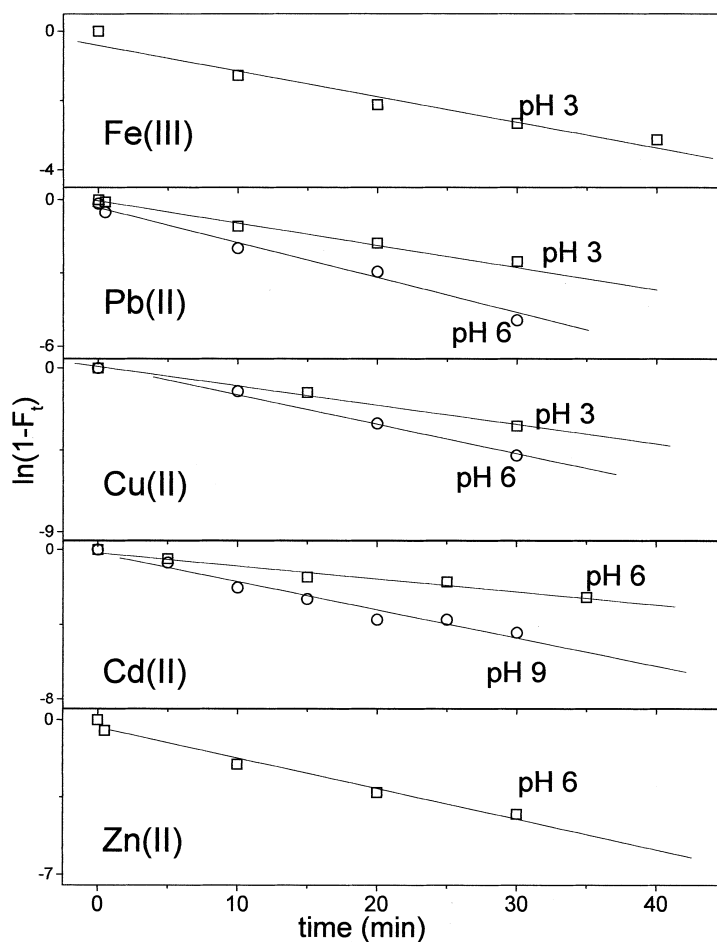 0
pH 3
Fe(III)
-4
0
pH 3
Pb(II)
pH 6
-6
0
pH 3
pH 6
Cu(II)
-9
0
pH 6
Cd(II)
pH 9
-8
0
pH 6
Zn(II)
-7
ln(1-Fₜ)
0 10 20 30 40
time (min)